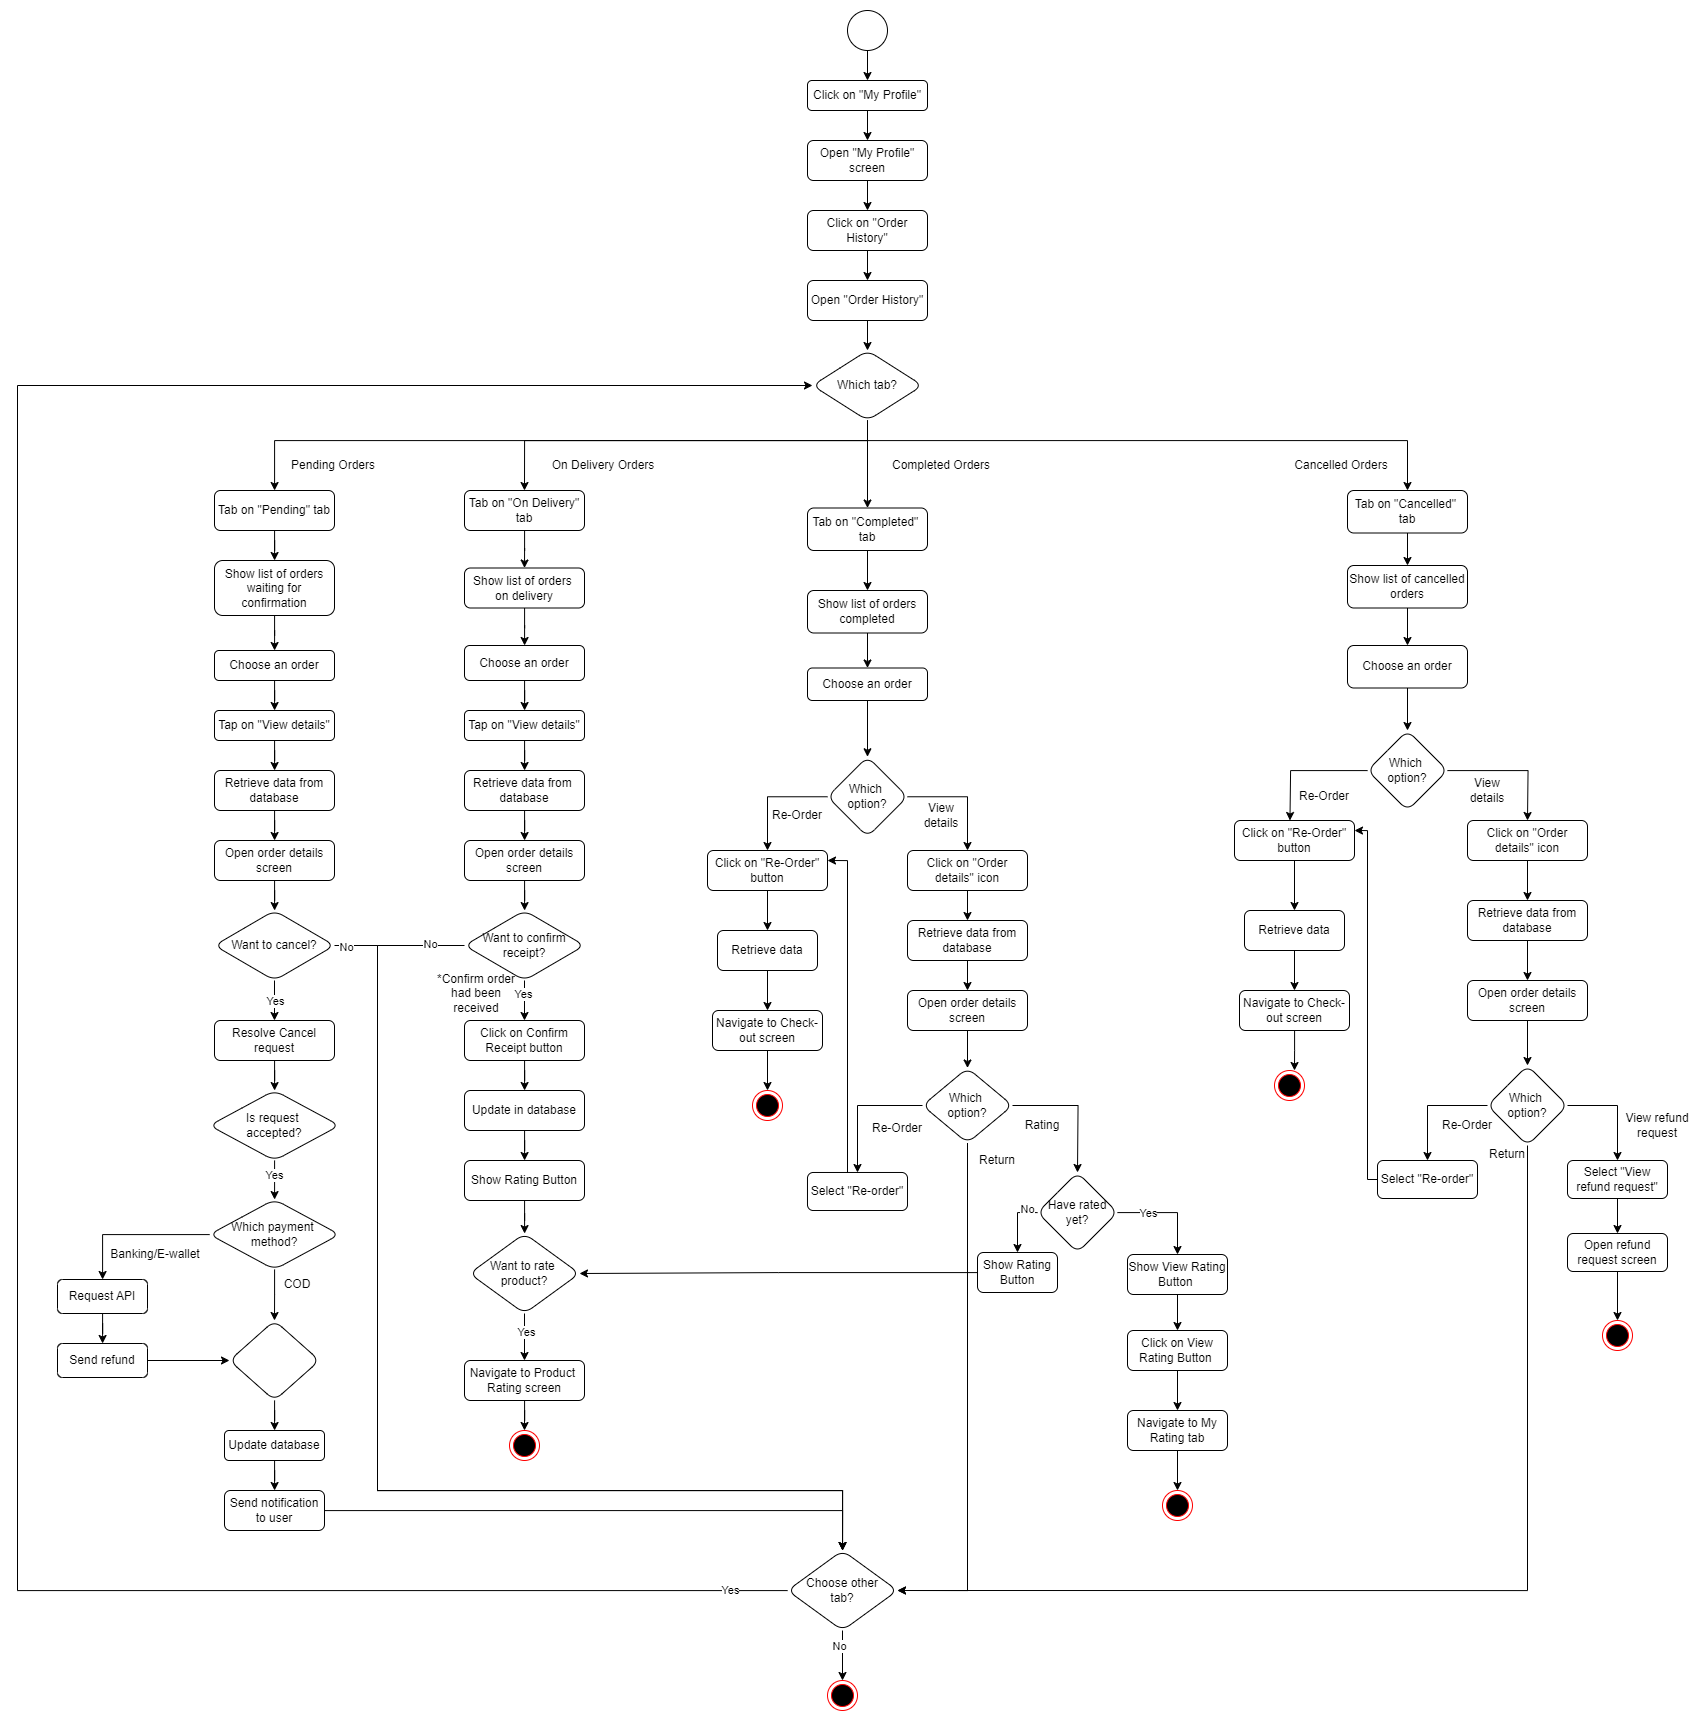 Click on "My Profile"
Open "My Profile"
screen
Click on "Order
History"
Open "Order History"
Which tab?
Pending Orders
On Delivery Orders
Completed Orders
Cancelled Orders
Tab on "Pending" tab
Show list of orders
waiting for
confirmation
Choose an order
Tap on "View details"
Retrieve data from
database
Open order details
screen
Want to cancel?
No
Yes
Resolve Cancel
request
Is request
accepted?
Yes
Which payment
method?
Banking/E-wallet
COD
Request API
Send refund
Update database
Send notification
to user
Tab on "On Delivery"
tab
Show list of orders
on delivery
Choose an order
Tap on "View details"
Retrieve data from
database
Open order details
screen
Want to confirm
receipt?
No
*Confirm order
had been
received
Yes
Click on Confirm
Receipt button
Update in database
Show Rating Button
Want to rate
product?
Yes
Navigate to Product
Rating screen
Tab on "Completed"
tab
Show list of orders
completed
Choose an order
Which
option?
Re-Order
View
details
Click on "Re-Order"
button
Retrieve data
Navigate to Check-
out screen
Click on "Order
details" icon
Retrieve data from
database
Open order details
screen
Which
option?
Re-Order
Rating
Return
Select "Re-order"
Have rated
yet?
No
Yes
Show Rating
Button
Show View Rating
Button
Click on View
Rating Button
Navigate to My
Rating tab
Tab on "Cancelled"
tab
Show list of cancelled
orders
Choose an order
Which
option?
Re-Order
View
details
Click on "Re-Order"
button
Retrieve data
Navigate to Check-
out screen
Click on "Order
details" icon
Retrieve data from
database
Open order details
screen
Which
option?
Re-Order
View refund
request
Return
Select "Re-order"
Select "View
refund request"
Open refund
request screen
Choose other
tab?
Yes
No